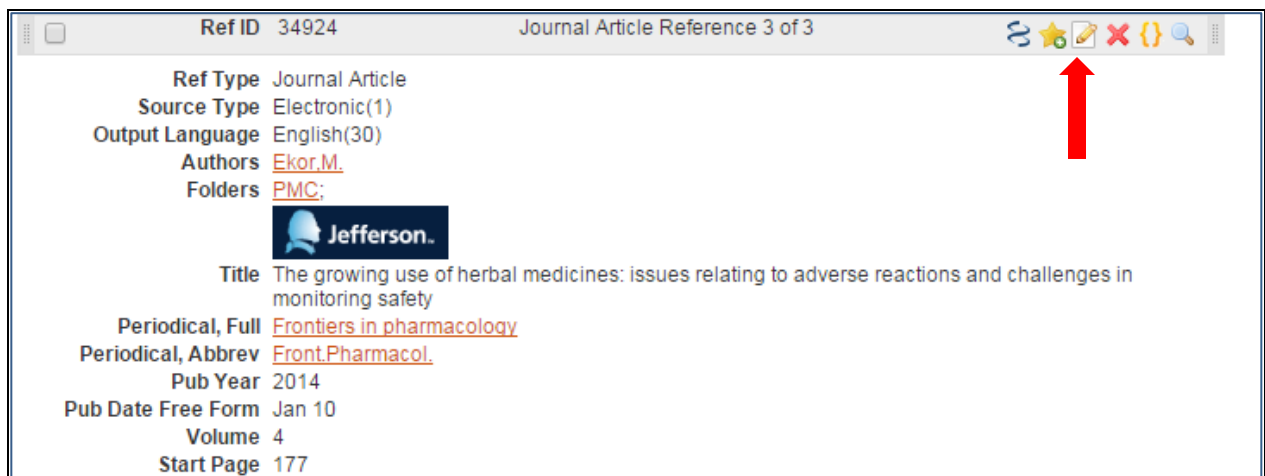 Ref ID 34924 Journal Article Reference 3 of 3
Ref Type Journal Article
Source Type Electronic(1)
Output Language English(30)
Authors Ekor,M.
Folders PMC;
Jefferson™
Title The growing use of herbal medicines: issues relating to adverse reactions and challenges in
monitoring safety
Periodical, Full Frontiers in pharmacology
Periodical, Abbrev Front.Pharmacol.
Pub Year 2014
Pub Date Free Form Jan 10
Volume 4
Start Page 177